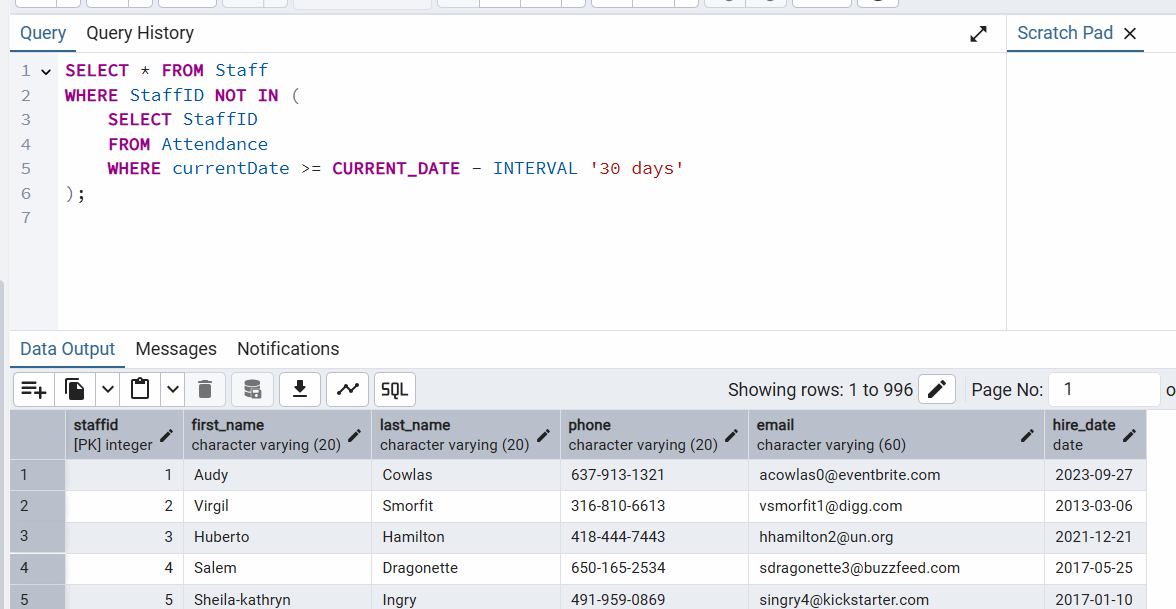 Query Query History Scratch Pad
1 SELECT * FROM Staff
2 WHERE StaffID NOT IN (
3 SELECT StaffID
4 FROM Attendance
5 WHERE currentDate >= CURRENT_DATE - INTERVAL '30 days'
6 );
7
Data Output Messages Notifications
SQL Showing rows: 1 to 996 Page No: 1 o
staffid first_name last_name phone email hire_date
[PK] integer character varying (20) character varying (20) character varying (20) character varying (60) date
1 1 Audy Cowlas 637-913-1321 acowlas0@eventbrite.com 2023-09-27
2 2 Virgil Smorfit 316-810-6613 vsmorfit1@digg.com 2013-03-06
3 3 Huberto Hamilton 418-444-7443 hhamilton2@un.org 2021-12-21
4 4 Salem Dragonette 650-165-2534 sdragonette3@buzzfeed.com 2017-05-25
5 5 Sheila-kathryn Ingry 491-959-0869 singry4@kickstarter.com 2017-01-10